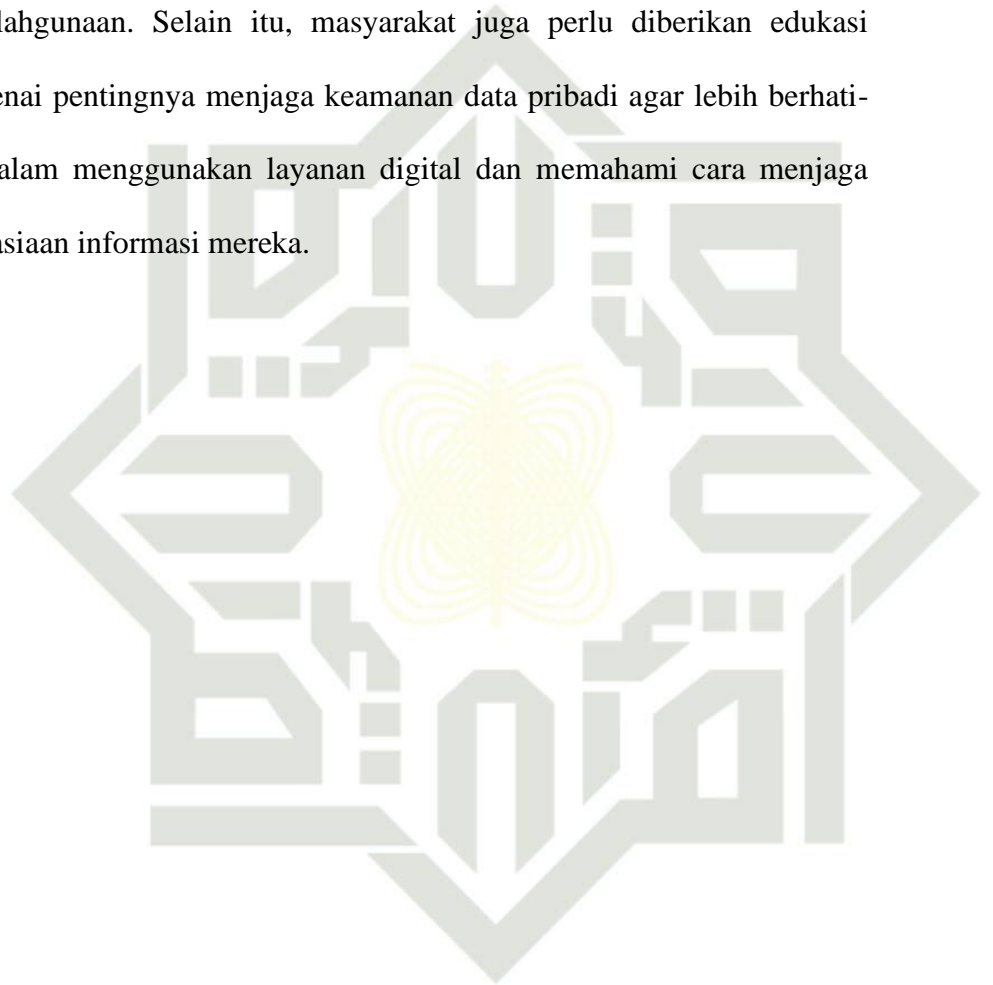 lahgunaan. Selain itu, masyarakat juga perlu diberikan edukasi
enai pentingnya menjaga keamanan data pribadi agar lebih berhati-
alam menggunakan layanan digital dan memahami cara menjaga
asiaan informasi mereka.